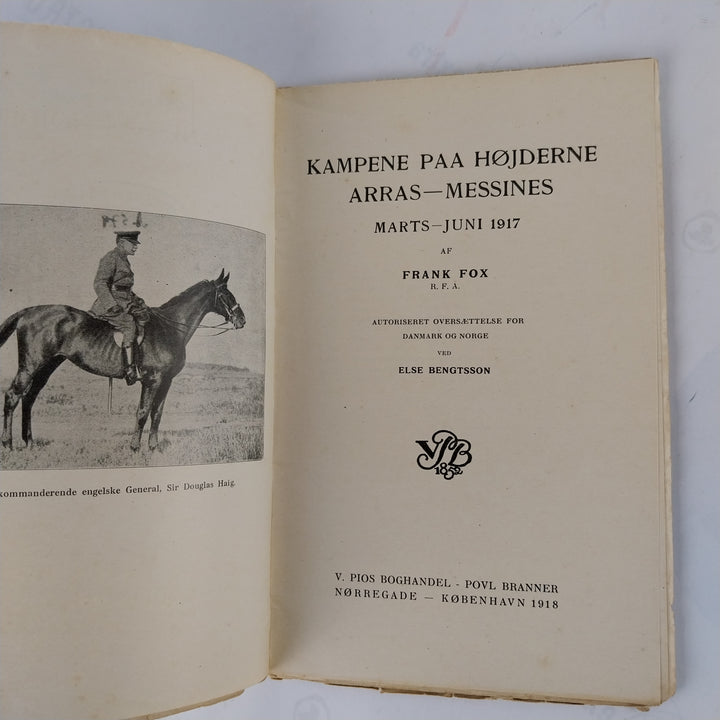 kommanderende engelske General, Sir Douglas Haig.
KAMPENE PAA HØJDERNE
ARRAS—MESSINES
MARTS—JUNI 1917
AF
FRANK FOX
R. F. A.
AUTORISERET OVERSÆTTELSE FOR
DANMARK OG NORGE
VED
ELSE BENGTSSON
VPB
1852
V. PIOS BOGHANDEL - POVL BRANNER
NØRREGADE — KØBENHAVN 1918